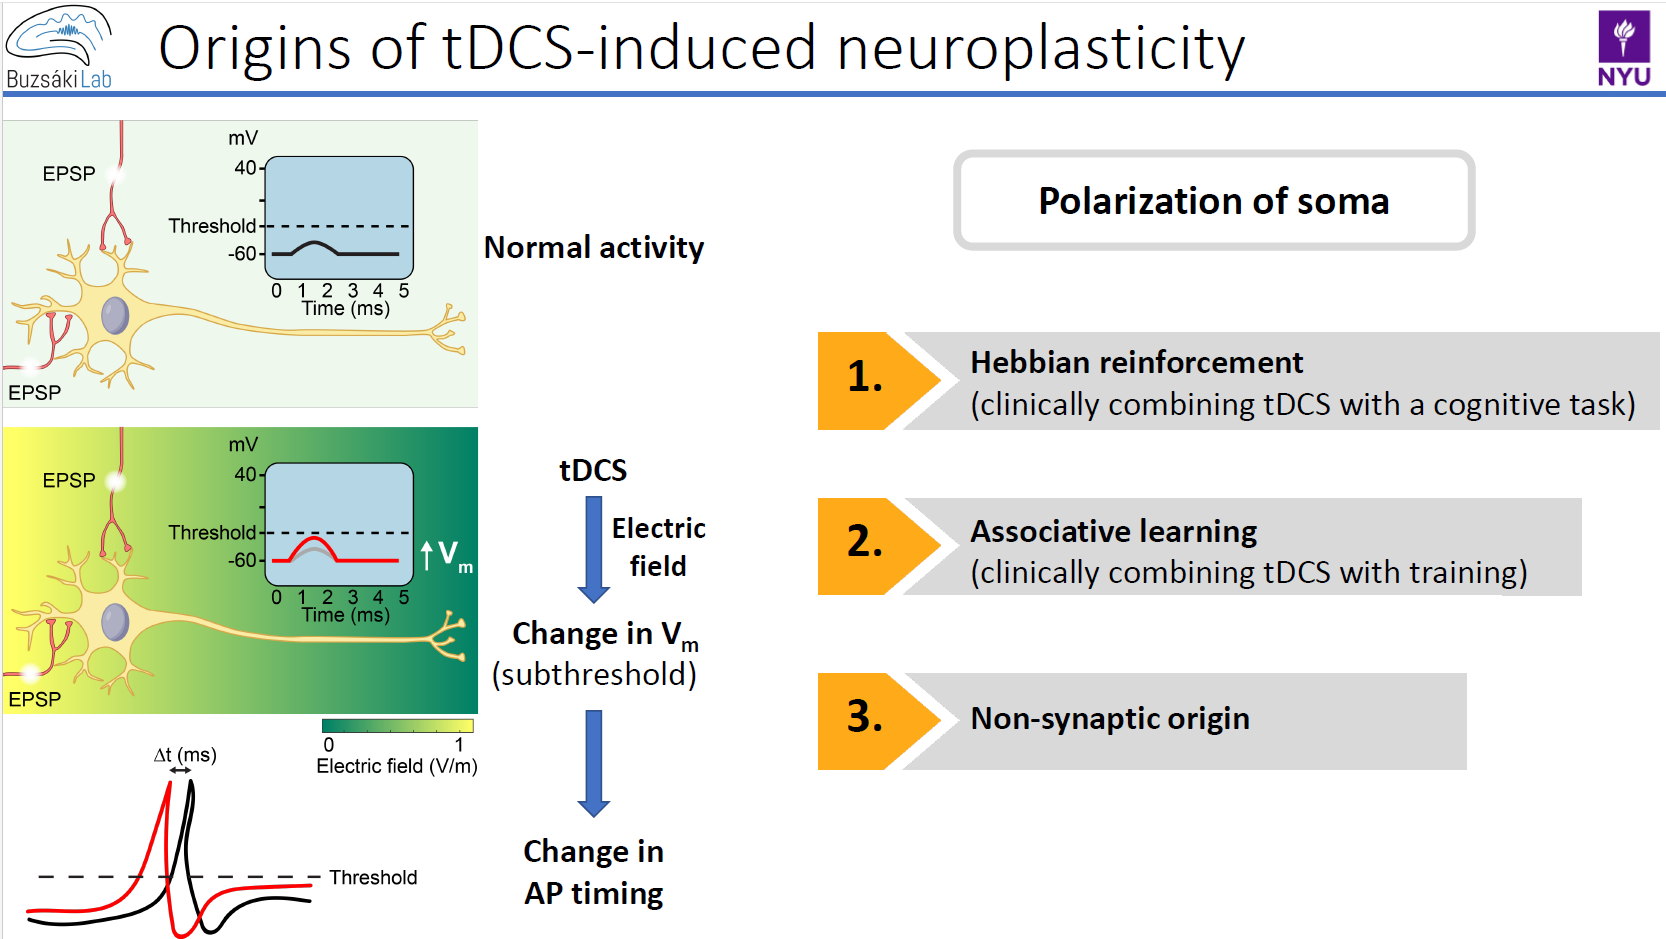 Origins of tDCS-induced neuroplasticity
BuzsákiLab
NYU
mV
EPSP
40
Threshold
-60
0 1 2 3 4 5
Time (ms)
EPSP
Normal activity
mV
EPSP
40
Threshold
-60
↑Vm
0 1 2 3 4 5
Time (ms)
EPSP
0 1
Electric field (V/m)
Δt (ms)
Threshold
tDCS
Electric
field
Change in Vm
(subthreshold)
Change in
AP timing
Polarization of soma
1.
Hebbian reinforcement
(clinically combining tDCS with a cognitive task)
2.
Associative learning
(clinically combining tDCS with training)
3.
Non-synaptic origin